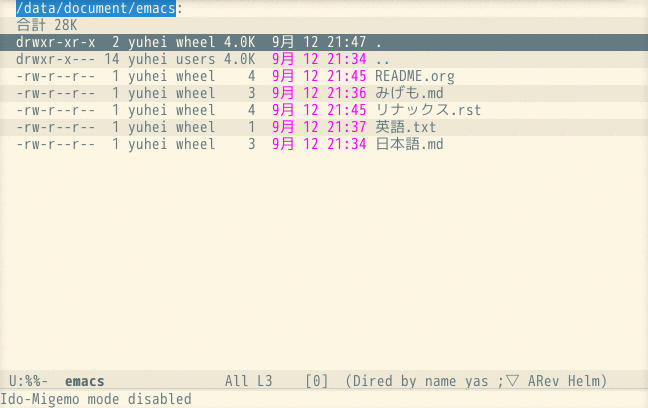 /data/document/emacs:
合計 28K
drwxr-xr-x  2 yuhei wheel 4.0K  9月 12 21:47 .
drwxr-x--- 14 yuhei users 4.0K  9月 12 21:34 ..
-rw-r--r--  1 yuhei wheel    4  9月 12 21:45 README.org
-rw-r--r--  1 yuhei wheel    3  9月 12 21:36 みげも.md
-rw-r--r--  1 yuhei wheel    4  9月 12 21:45 リナックス.rst
-rw-r--r--  1 yuhei wheel    1  9月 12 21:37 英語.txt
-rw-r--r--  1 yuhei wheel    3  9月 12 21:34 日本語.md
U:%%-  emacs               All L3    [0]  (Dired by name yas ;▽ ARev Helm)
Ido-Migemo mode disabled